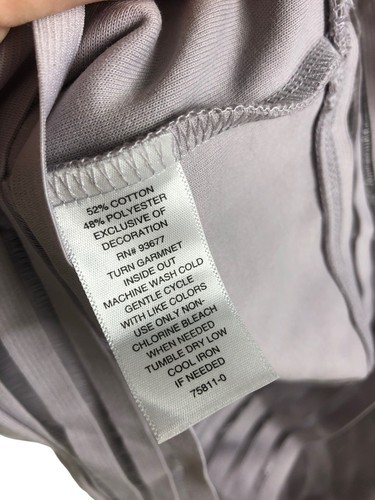 52% COTTON
48% POLYESTER
EXCLUSIVE OF
DECORATION
RN# 93677
TURN GARMNET
INSIDE OUT
MACHINE WASH COLD
GENTLE CYCLE
WITH LIKE COLORS
USE ONLY NON-
CHLORINE BLEACH
WHEN NEEDED
TUMBLE DRY LOW
COOL IRON
IF NEEDED
75811-0